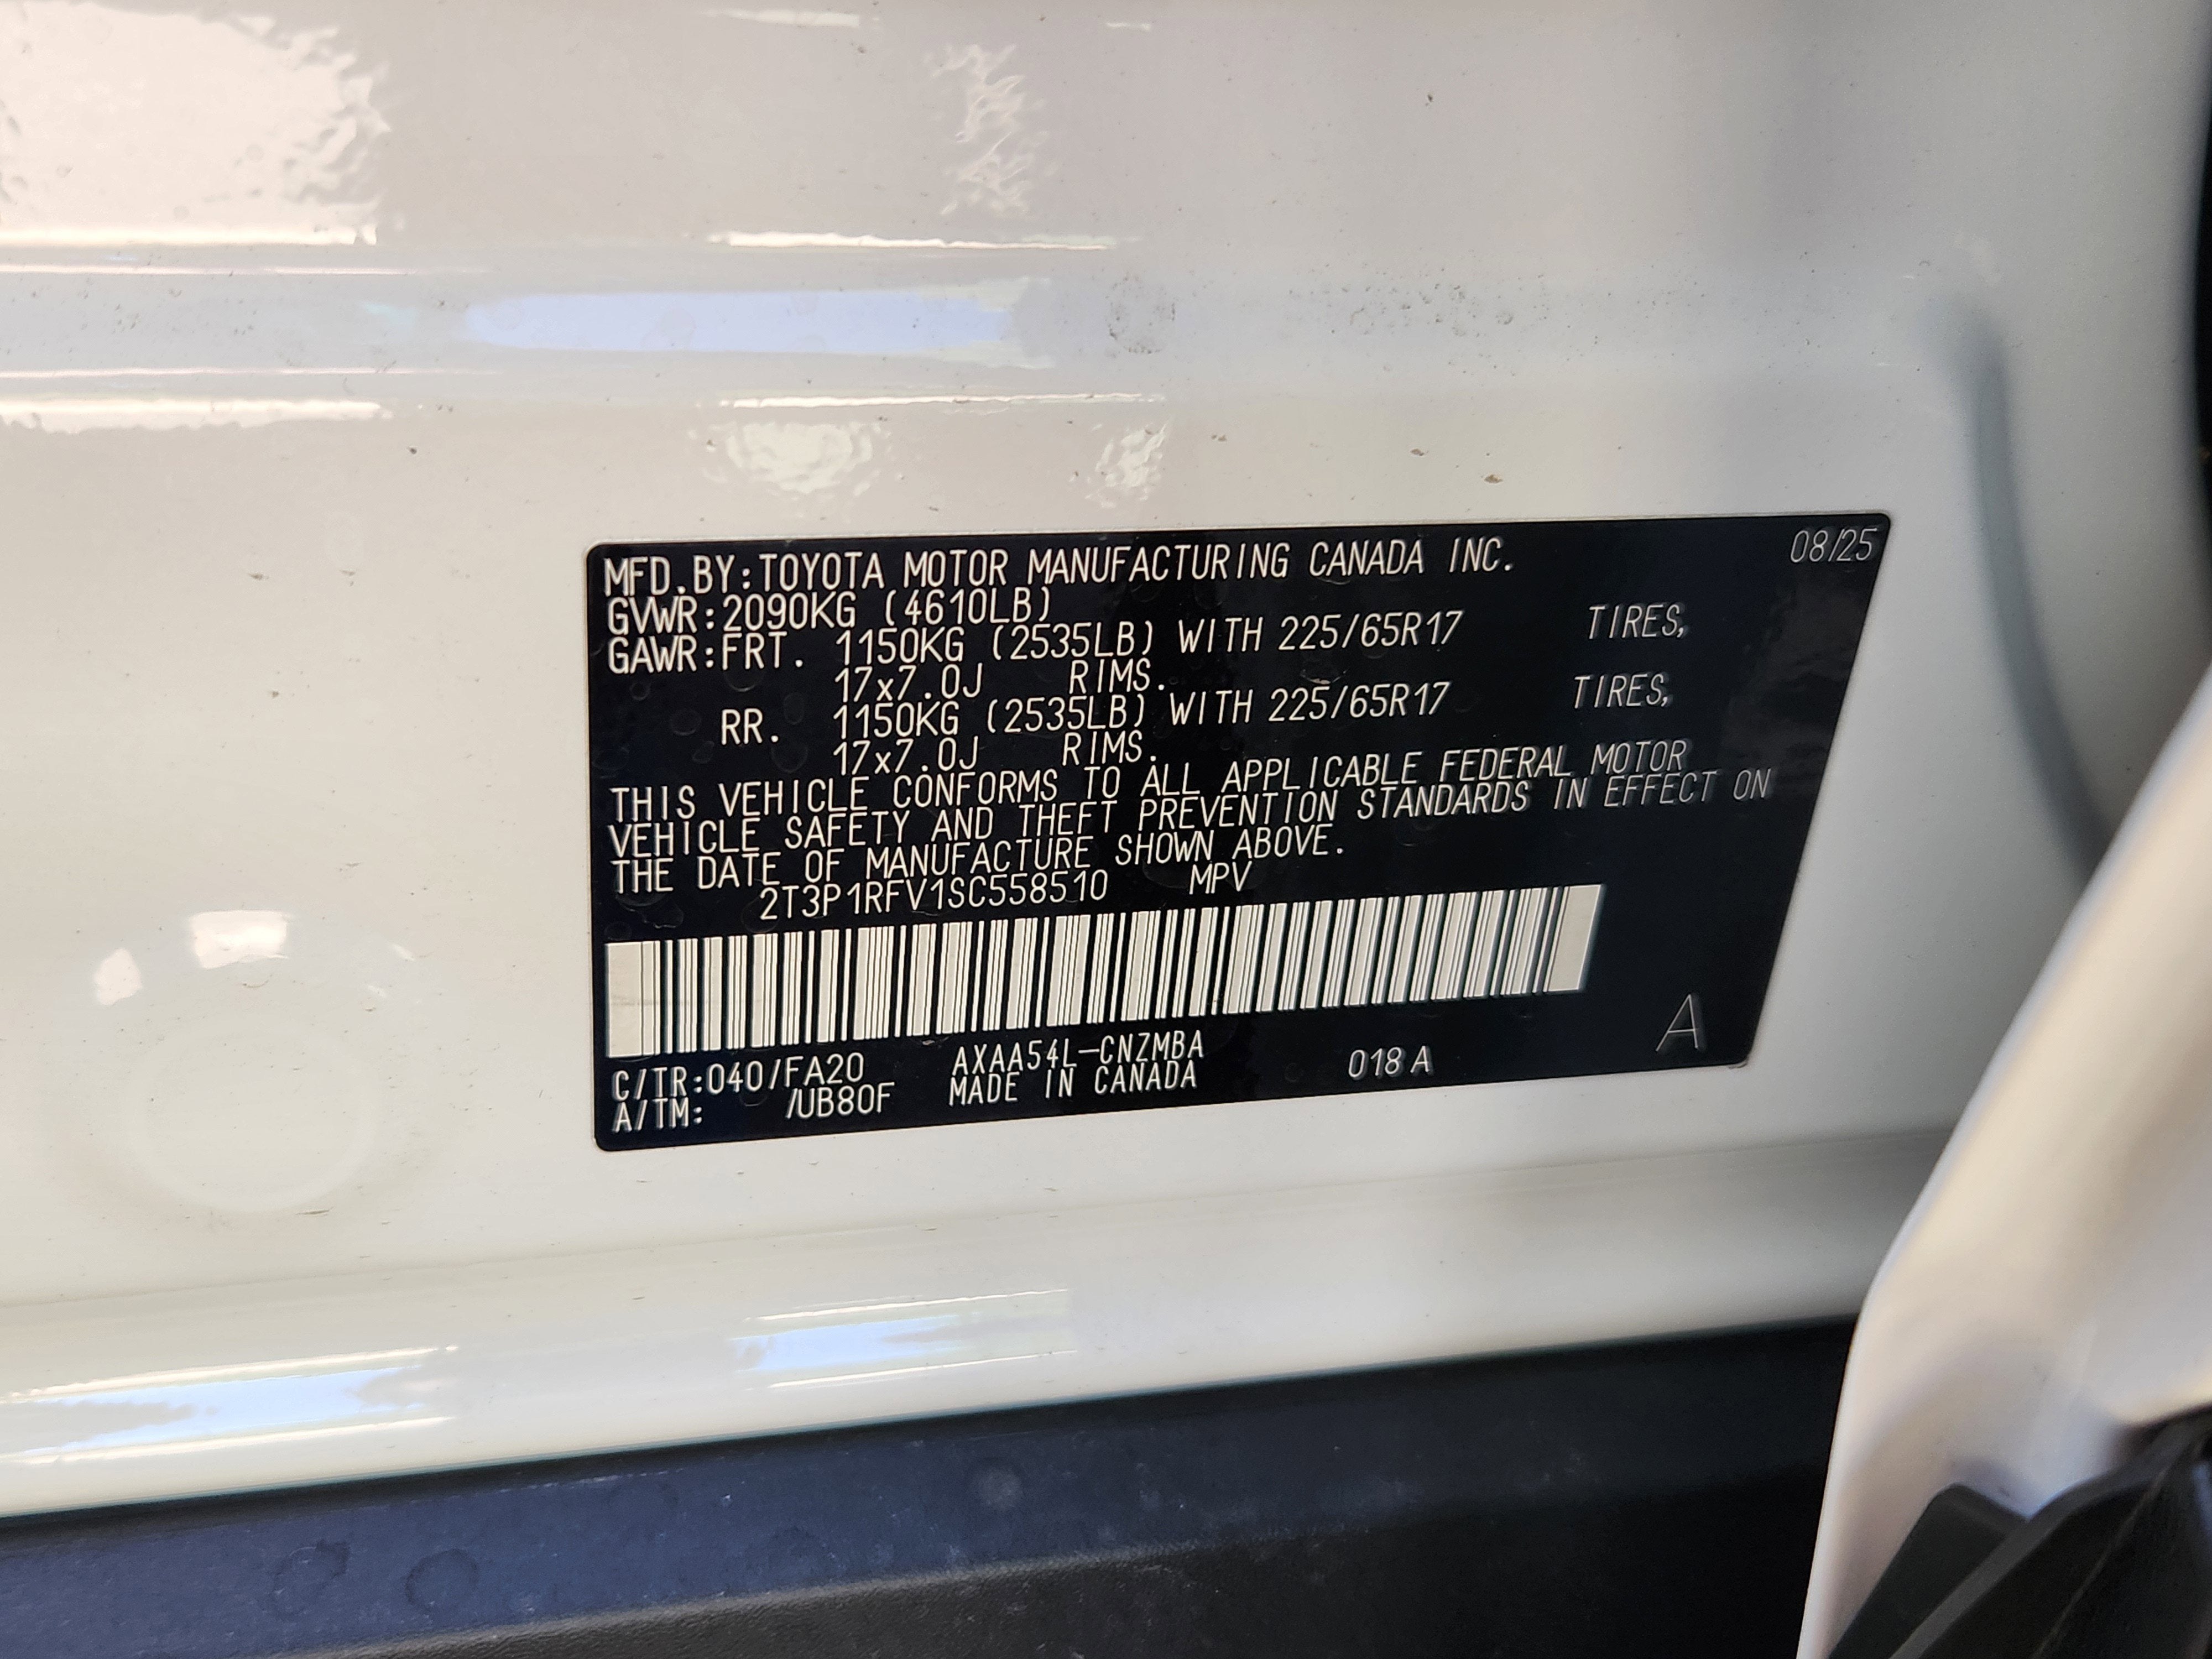 08/25
MFD.BY:TOYOTA MOTOR MANUFACTURING CANADA INC.
GVWR:2090KG (4610LB)
GAWR:FRT. 1150KG (2535LB) WITH 225/65R17 TIRES,
17x7.0J RIMS.
RR. 1150KG (2535LB) WITH 225/65R17 TIRES,
17x7.0J RIMS.
THIS VEHICLE CONFORMS TO ALL APPLICABLE FEDERAL MOTOR
VEHICLE SAFETY AND THEFT PREVENTION STANDARDS IN EFFECT ON
THE DATE OF MANUFACTURE SHOWN ABOVE.
2T3P1RFV1SC558510 MPV
C/TR:040/FA20 AXAA54L-CNZMBA 018 A A
A/TM: /UB80F MADE IN CANADA